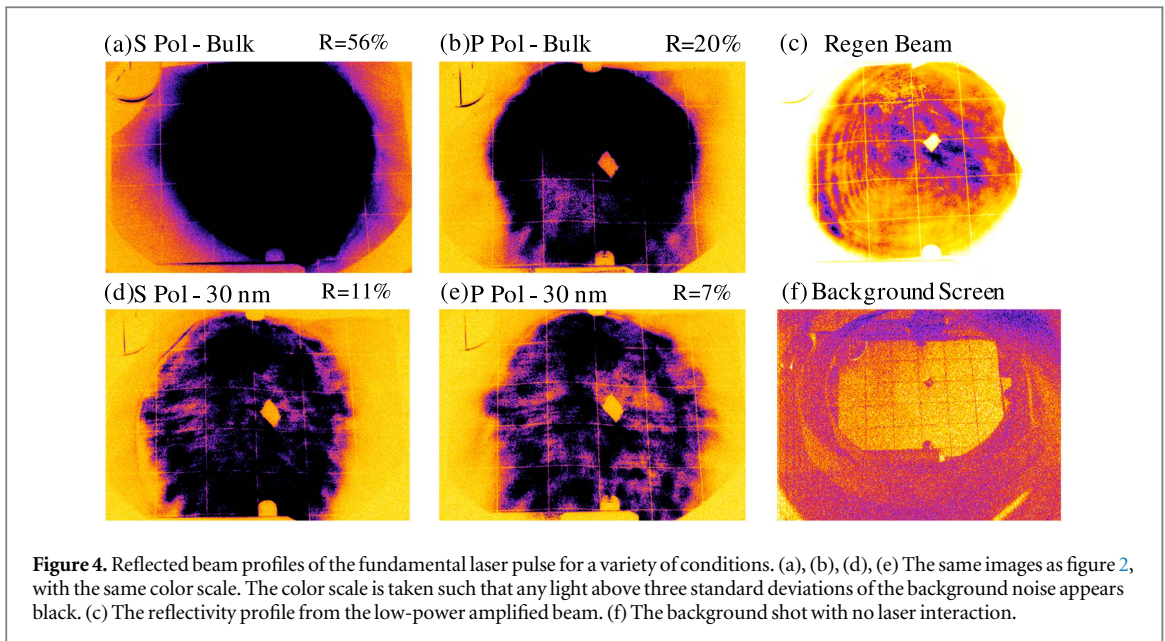 (a)S Pol - Bulk R=56%
(b)P Pol - Bulk R=20%
(c) Regen Beam
(d)S Pol - 30 nm R=11%
(e)P Pol - 30 nm R=7%
(f) Background Screen
Figure 4. Reflected beam profiles of the fundamental laser pulse for a variety of conditions. (a), (b), (d), (e) The same images as figure 2,
with the same color scale. The color scale is taken such that any light above three standard deviations of the background noise appears
black. (c) The reflectivity profile from the low-power amplified beam. (f) The background shot with no laser interaction.